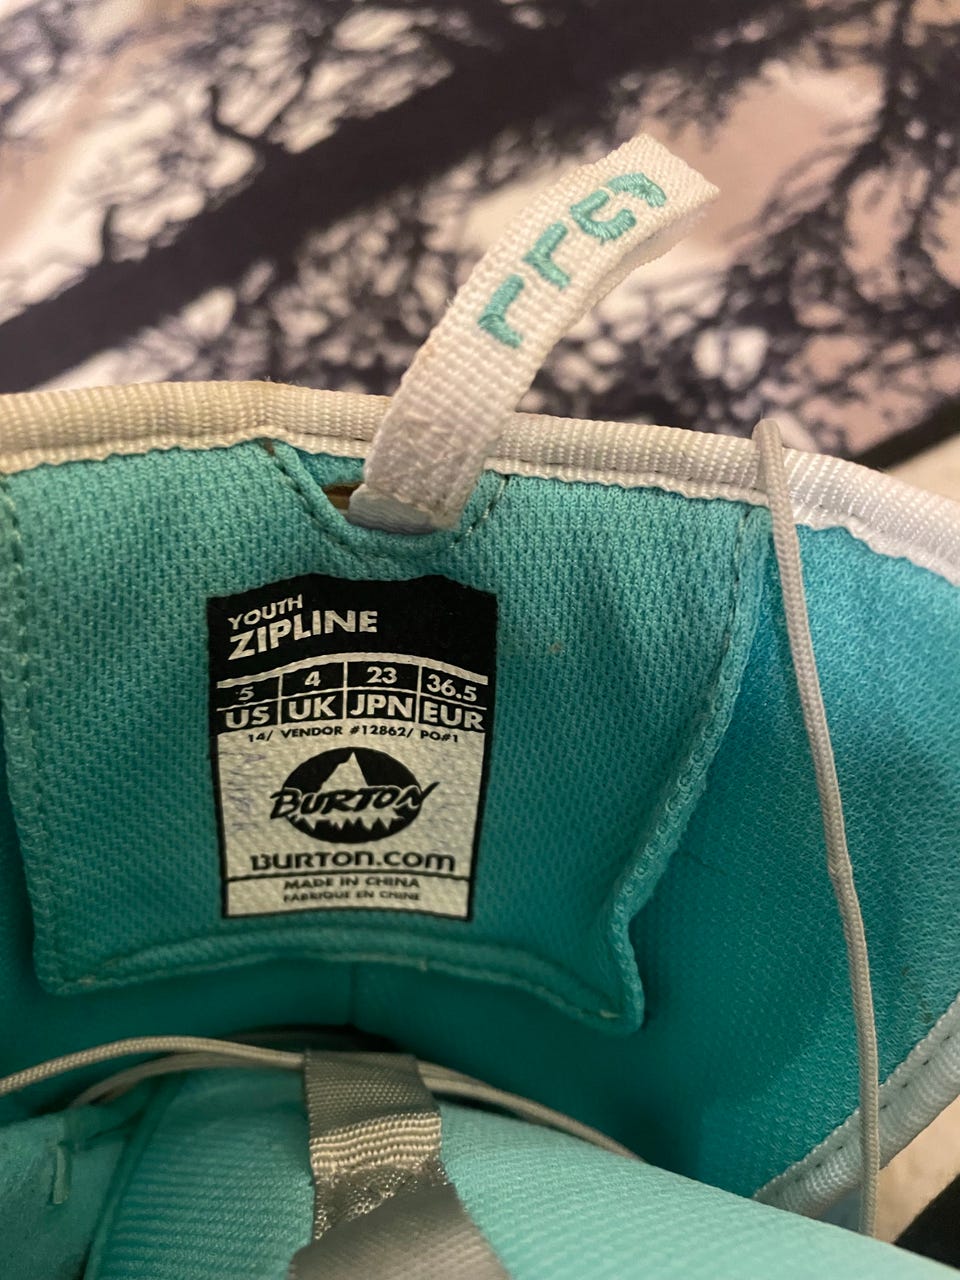 YOUTH
ZIPLINE
5 4 23 36.5
US UK JPN EUR
14/ VENDOR #12862/ PO#1
BURTON
BURTON.COM
MADE IN CHINA
FABRIQUE EN CHINE